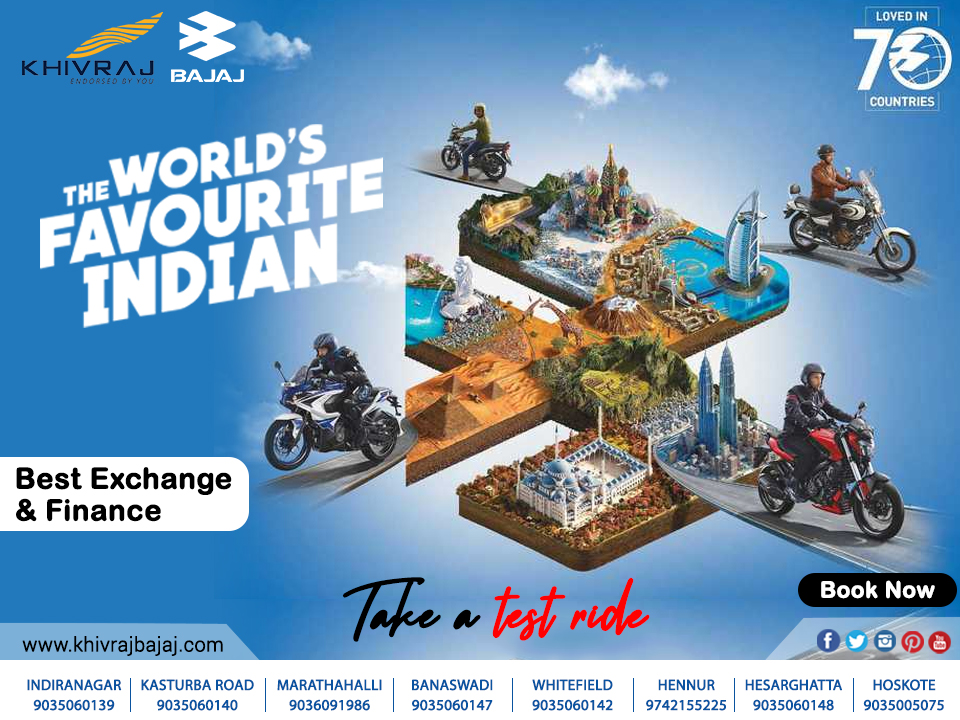 KHIVRAJ
ENDORSED BY YOU
BAJAJ
LOVED IN
70
COUNTRIES
THE WORLD'S
FAVOURITE
INDIAN
Best Exchange
& Finance
Take a test ride
Book Now
www.khivrajbajaj.com
INDIRANAGAR
9035060139
KASTURBA ROAD
9035060140
MARATHAHALLI
9036091986
BANASWADI
9035060147
WHITEFIELD
9035060142
HENNUR
9742155225
HESARGHATTA
9035060148
HOSKOTE
9035005075